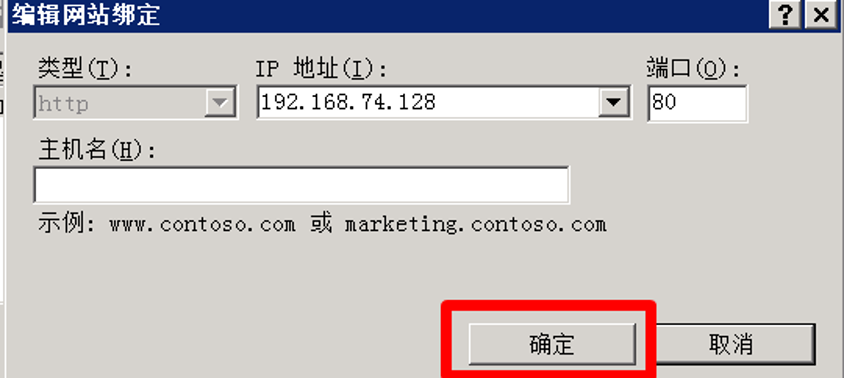 编辑网站绑定
类型(T): IP 地址(I): 端口(O):
http 192.168.74.128 80
主机名(H):
示例: www.contoso.com 或 marketing.contoso.com
确定 取消